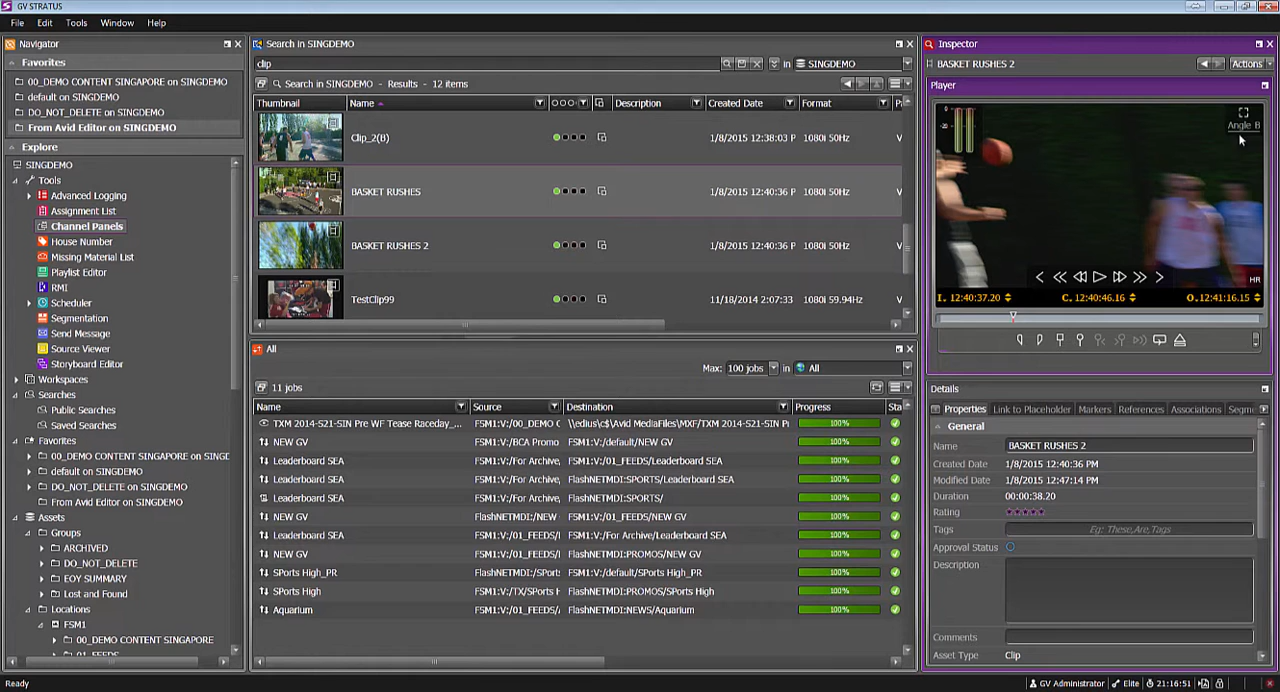 GV STRATUS
File Edit Tools Window Help
Navigator
Favorites
00_DEMO CONTENT SINGAPORE on SINGDEMO
default on SINGDEMO
DO_NOT_DELETE on SINGDEMO
From Avid Editor on SINGDEMO
Explore
SINGDEMO
Tools
Advanced Logging
Assignment List
Channel Panels
House Number
Missing Material List
Playlist Editor
RMI
Scheduler
Segmentation
Send Message
Source Viewer
Storyboard Editor
Workspaces
Searches
Public Searches
Saved Searches
Favorites
00_DEMO CONTENT SINGAPORE on SINGD
default on SINGDEMO
DO_NOT_DELETE on SINGDEMO
From Avid Editor on SINGDEMO
Assets
Groups
ARCHIVED
DO_NOT_DELETE
EOY SUMMARY
Lost and Found
Locations
FSM1
00_DEMO CONTENT SINGAPORE
01_FEEDS
Search in SINGDEMO
clip in SINGDEMO
Search in SINGDEMO - Results - 12 items
Thumbnail Name Description Created Date Format
Clip_2(B) 1/8/2015 12:38:03 P 1080i 50Hz V
BASKET RUSHES 1/8/2015 12:40:36 P 1080i 50Hz V
BASKET RUSHES 2 1/8/2015 12:40:36 P 1080i 50Hz V
TestClip99 11/18/2014 2:07:33 1080i 59.94Hz V
All
Max: 100 jobs in All
11 jobs
Name Source Destination Progress Sta
TXM 2014-S21-SIN Pre WF Tease Raceday_... FSM1:V:/00_DEMO C \\edius\c$\Avid MediaFiles\MXF/TXM 2014-S21-SIN P 100%
NEW GV FSM1:V:/BCA Promo FSM1:V:/default/NEW GV 100%
Leaderboard SEA FSM1:V:/For Archive, FSM1:V:/01_FEEDS/Leaderboard SEA 100%
Leaderboard SEA FSM1:V:/For Archive, FlashNETMDI:SPORTS/Leaderboard SEA 100%
Leaderboard SEA FSM1:V:/For Archive, FlashNETMDI:SPORTS/ 100%
NEW GV FlashNETMDI:/NEW FSM1:V:/01_FEEDS/NEW GV 100%
Leaderboard SEA FSM1:V:/01_FEEDS/l FSM1:V:/For Archive/Leaderboard SEA 100%
NEW GV FSM1:V:/01_FEEDS/l FlashNETMDI:PROMOS/NEW GV 100%
SPorts High_PR FlashNETMDI:/SPort FSM1:V:/default/SPorts High_PR 100%
SPorts High FSM1:V:/TX/SPorts H FlashNETMDI:PROMOS/SPorts High 100%
Aquarium FSM1:V:/01_FEEDS/ FlashNETMDI:NEWS/Aquarium 100%
Inspector
BASKET RUSHES 2 Actions
Player
0
-20
Angle B
HR
I. 12:40:37.20 C. 12:40:46.16 O. 12:41:16.15
Details
Properties Link to Placeholder Markers References Associations Segm
General
Name BASKET RUSHES 2
Created Date 1/8/2015 12:40:36 PM
Modified Date 1/8/2015 12:47:14 PM
Duration 00:00:38.20
Rating
Tags Eg: These,Are,Tags
Approval Status
Description
Comments
Asset Type Clip
Ready GV Administrator Elite 21:16:51